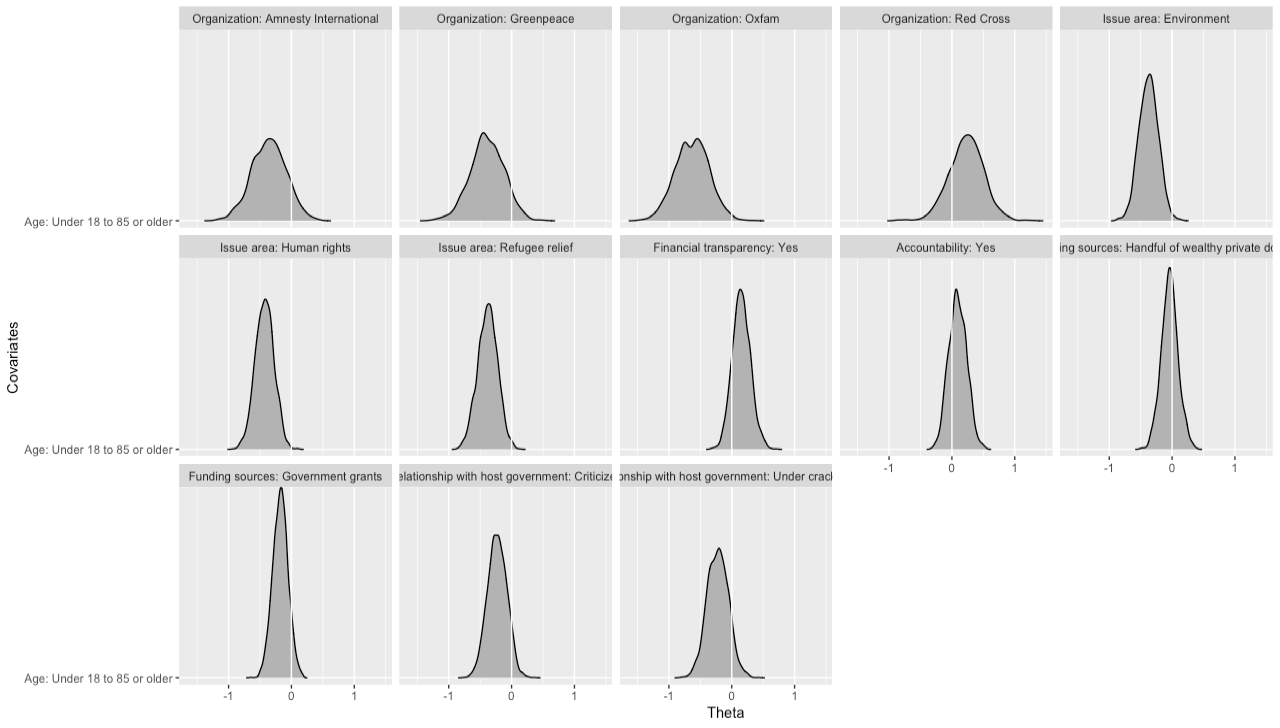 Organization: Amnesty International
Organization: Greenpeace
Organization: Oxfam
Organization: Red Cross
Issue area: Environment
Age: Under 18 to 85 or older
Issue area: Human rights
Issue area: Refugee relief
Financial transparency: Yes
Accountability: Yes
ing sources: Handful of wealthy private do
Covariates
Age: Under 18 to 85 or older
-1 0 1
-1 0 1
Funding sources: Government grants
elationship with host government: Criticize
onship with host government: Under crack
Age: Under 18 to 85 or older
-1 0 1
-1 0 1
-1 0 1
Theta